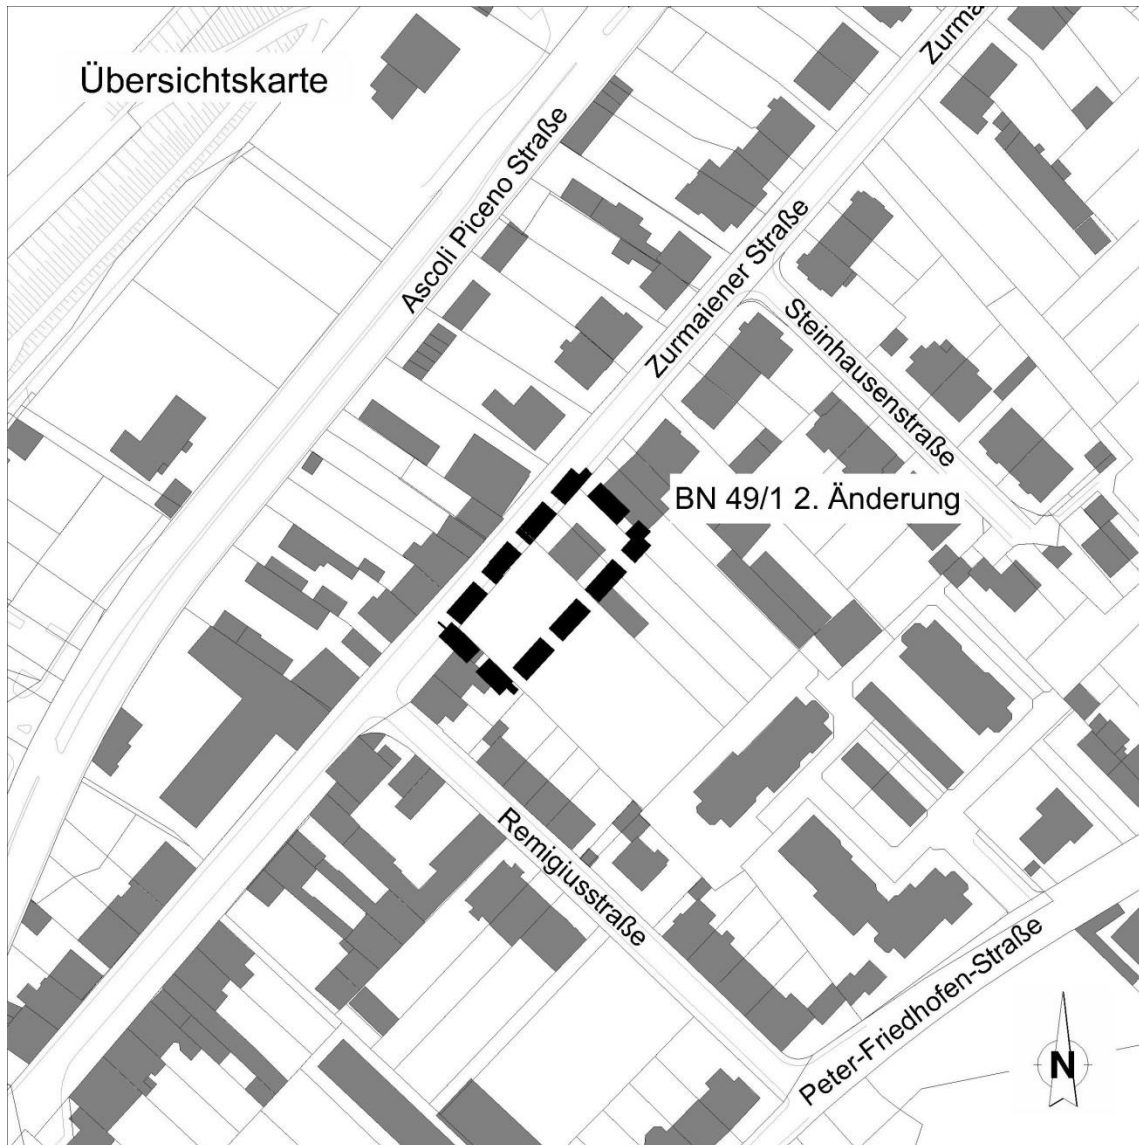 Übersichtskarte
Zurma
Ascoli Piceno Straße
Zurmaiener Straße
Steinhausenstraße
BN 49/1 2. Änderung
Remigiusstraße
Peter-Friedhofen-Straße
N